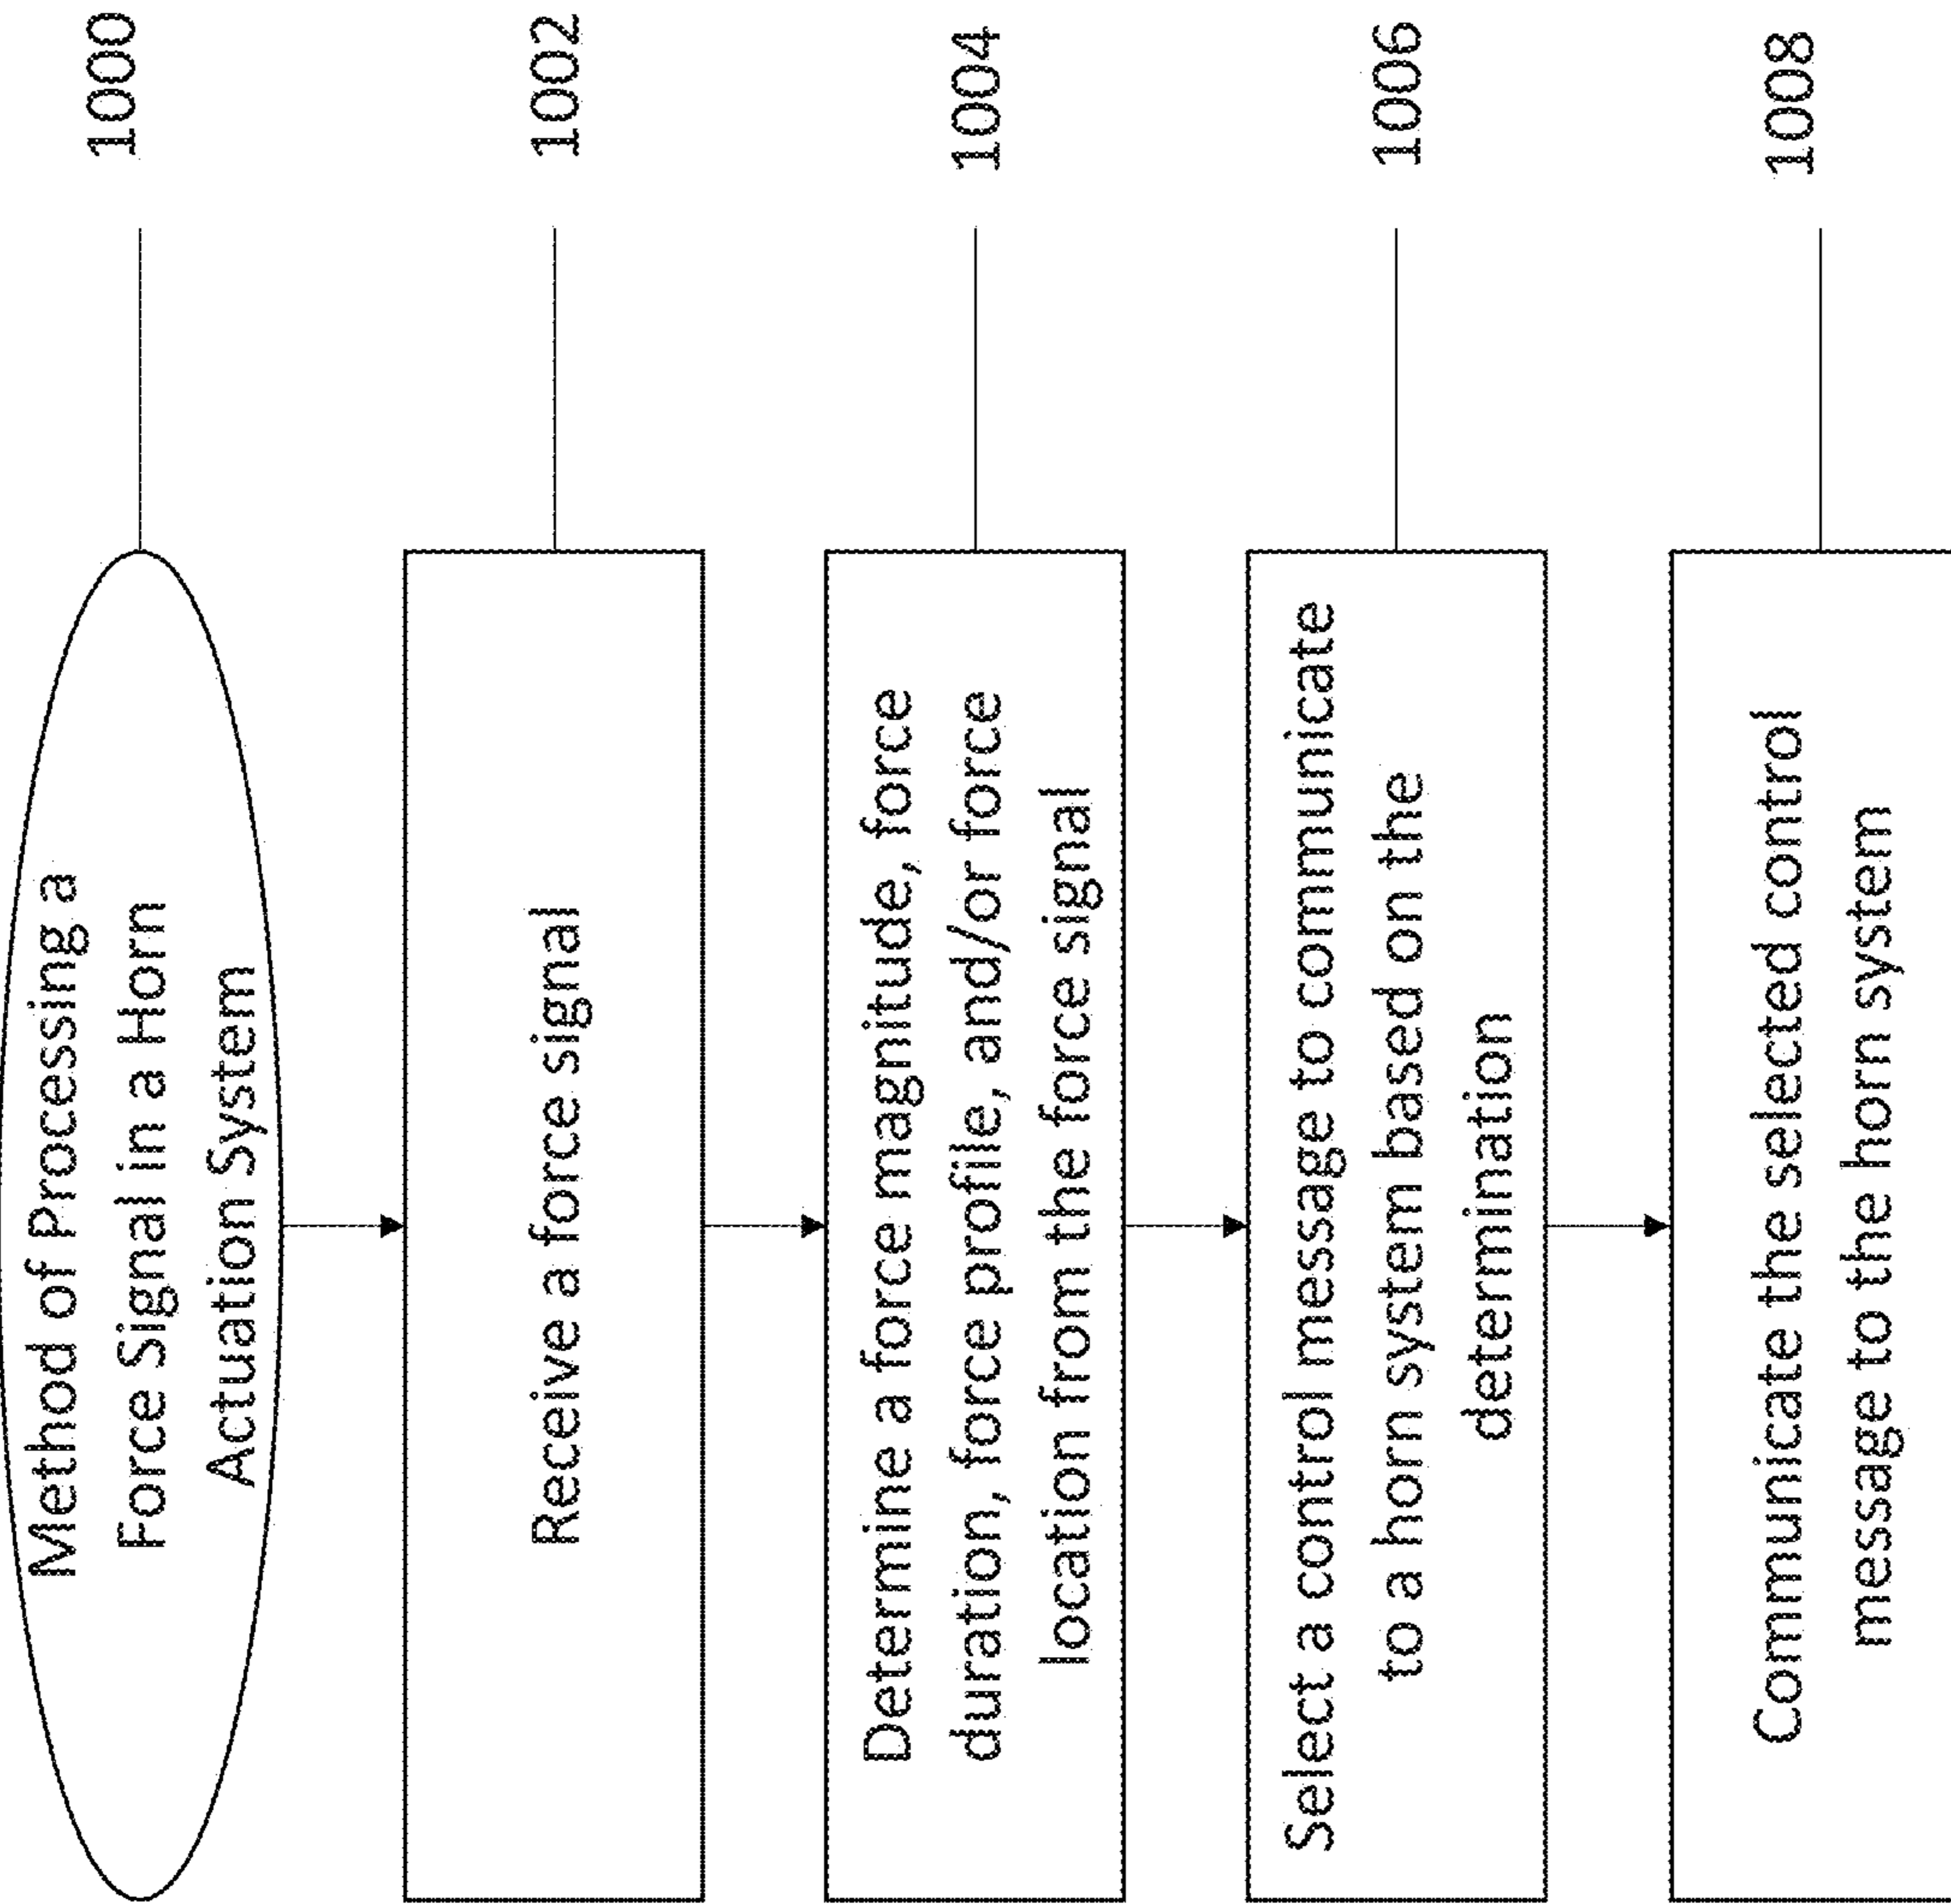 Method of Processing a
Force Signal in a Horn
Actuation System
1000
Receive a force signal
1002
Determine a force magnitude, force
duration, force profile, and/or force
location from the force signal
1004
Select a control message to communicate
to a horn system based on the
determination
1006
Communicate the selected control
message to the horn system
1008